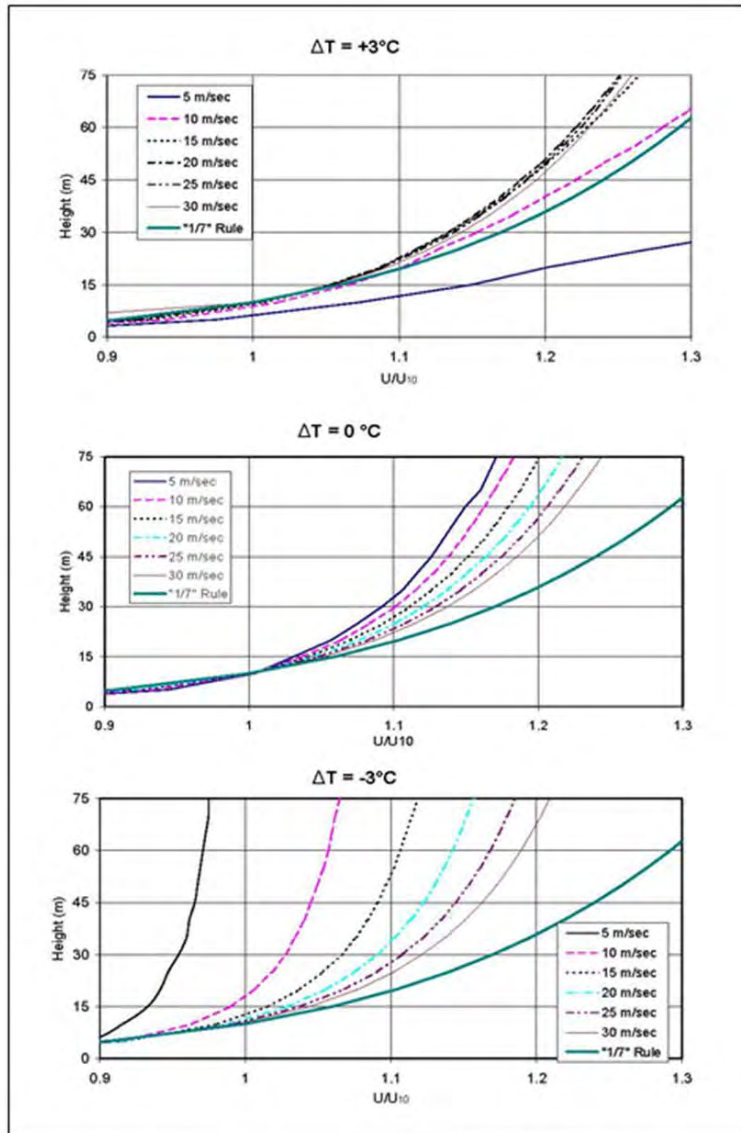 ΔT = +3°C
75
60
45
30
15
0
Height (m)
5 m/sec
10 m/sec
15 m/sec
20 m/sec
25 m/sec
30 m/sec
"1/7" Rule
0.9 1 1.1 1.2 1.3
U/U10
ΔT = 0 °C
75
60
45
30
15
0
Height (m)
5 m/sec
10 m/sec
15 m/sec
20 m/sec
25 m/sec
30 m/sec
"1/7" Rule
0.9 1 1.1 1.2 1.3
U/U10
ΔT = -3°C
75
60
45
30
15
0
Height (m)
5 m/sec
10 m/sec
15 m/sec
20 m/sec
25 m/sec
30 m/sec
"1/7" Rule
0.9 1 1.1 1.2 1.3
U/U10